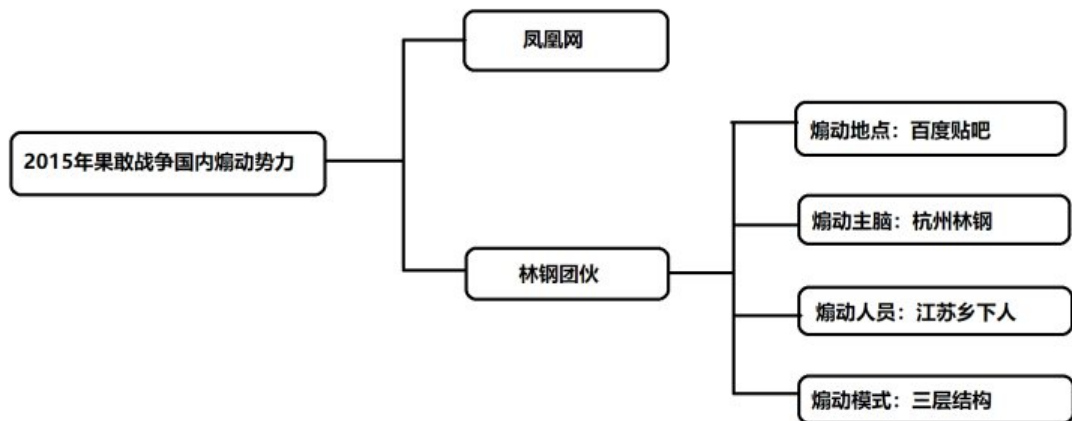 凤凰网
2015年果敢战争国内煽动势力
林钢团伙
煽动地点：百度贴吧
煽动主脑：杭州林钢
煽动人员：江苏乡下人
煽动模式：三层结构